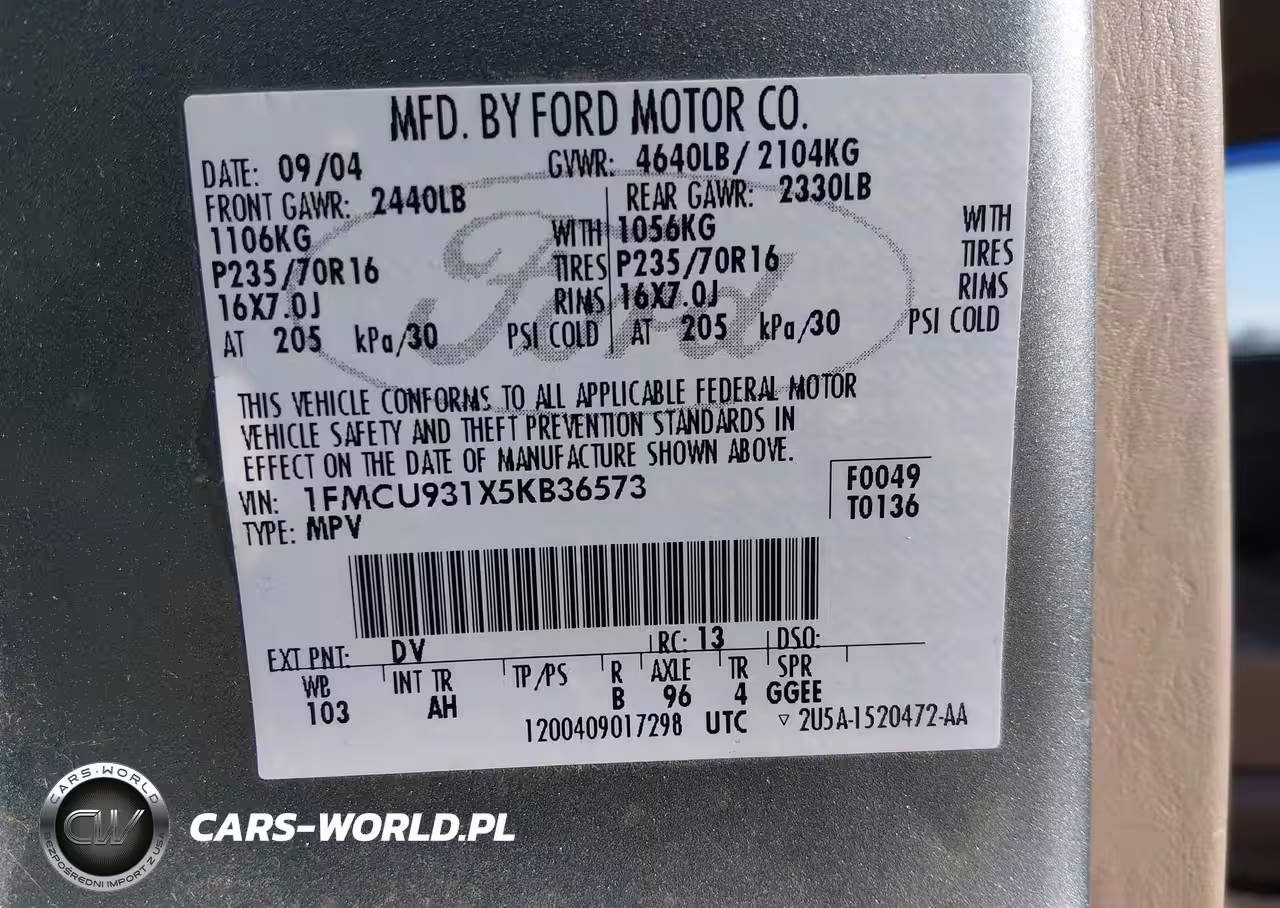 MFD. BY FORD MOTOR CO.
DATE: 09/04 GVWR: 4640LB/2104KG
FRONT GAWR: 2440LB REAR GAWR: 2330LB
1106KG WITH 1056KG WITH
P235/70R16 TIRES P235/70R16 TIRES
16X7.0J RIMS 16X7.0J RIMS
AT 205 kPa/30 PSI COLD AT 205 kPa/30 PSI COLD
Ford
THIS VEHICLE CONFORMS TO ALL APPLICABLE FEDERAL MOTOR
VEHICLE SAFETY AND THEFT PREVENTION STANDARDS IN
EFFECT ON THE DATE OF MANUFACTURE SHOWN ABOVE.
VIN: 1FMCU931X5KB36573 F0049
TYPE: MPV T0136
EXT PNT: DV RC: 13 DSO:
WB INT TR TP/PS R AXLE TR SPR
103 AH B 96 4 GGEE
1200409017298 UTC ▽ 2U5A-1520472-AA
CARS-WORLD
CW
BEZPOŚREDNI IMPORT Z USA
CARS-WORLD.PL